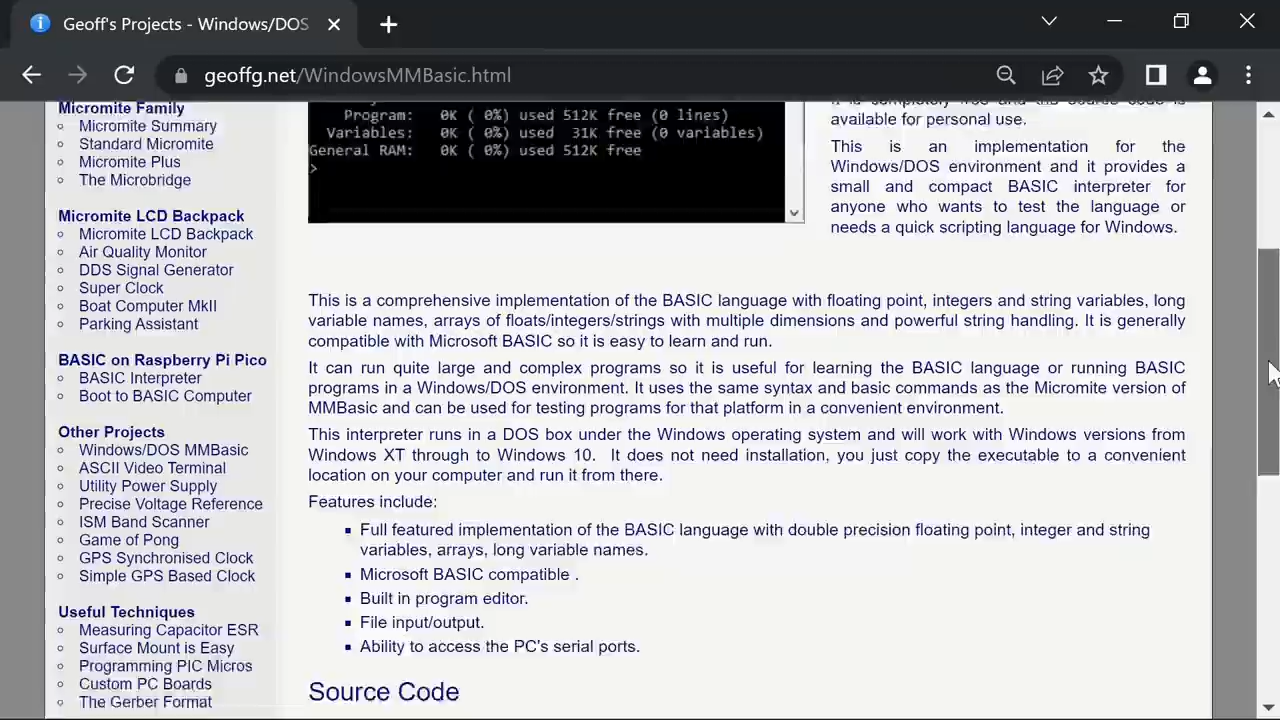 Geoff's Projects - Windows/DOS
geoffg.net/WindowsMMBasic.html
Micromite Family
Micromite Summary
Standard Micromite
Micromite Plus
The Microbridge
Micromite LCD Backpack
Micromite LCD Backpack
Air Quality Monitor
DDS Signal Generator
Super Clock
Boat Computer MkII
Parking Assistant
BASIC on Raspberry Pi Pico
BASIC Interpreter
Boot to BASIC Computer
Other Projects
Windows/DOS MMBasic
ASCII Video Terminal
Utility Power Supply
Precise Voltage Reference
ISM Band Scanner
Game of Pong
GPS Synchronised Clock
Simple GPS Based Clock
Useful Techniques
Measuring Capacitor ESR
Surface Mount is Easy
Programming PIC Micros
Custom PC Boards
The Gerber Format
Program: 0K ( 0%) used 512K free (0 lines)
Variables: 0K ( 0%) used 31K free (0 variables)
General RAM: 0K ( 0%) used 512K free
>
It is completely free and the source code is
available for personal use.
This is an implementation for the
Windows/DOS environment and it provides a
small and compact BASIC interpreter for
anyone who wants to test the language or
needs a quick scripting language for Windows.
This is a comprehensive implementation of the BASIC language with floating point, integers and string variables, long
variable names, arrays of floats/integers/strings with multiple dimensions and powerful string handling. It is generally
compatible with Microsoft BASIC so it is easy to learn and run.
It can run quite large and complex programs so it is useful for learning the BASIC language or running BASIC
programs in a Windows/DOS environment. It uses the same syntax and basic commands as the Micromite version of
MMBasic and can be used for testing programs for that platform in a convenient environment.
This interpreter runs in a DOS box under the Windows operating system and will work with Windows versions from
Windows XT through to Windows 10. It does not need installation, you just copy the executable to a convenient
location on your computer and run it from there.
Features include:
Full featured implementation of the BASIC language with double precision floating point, integer and string
variables, arrays, long variable names.
Microsoft BASIC compatible .
Built in program editor.
File input/output.
Ability to access the PC's serial ports.
Source Code